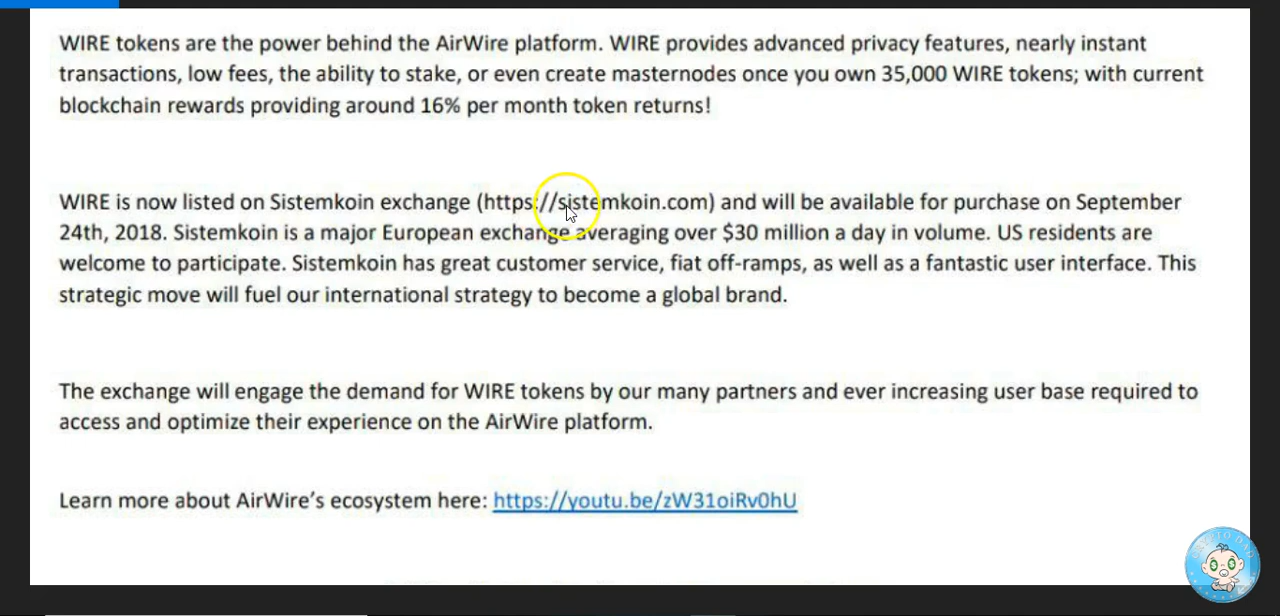 WIRE tokens are the power behind the AirWire platform. WIRE provides advanced privacy features, nearly instant
transactions, low fees, the ability to stake, or even create masternodes once you own 35,000 WIRE tokens; with current
blockchain rewards providing around 16% per month token returns!
WIRE is now listed on Sistemkoin exchange (https://sistemkoin.com) and will be available for purchase on September
24th, 2018. Sistemkoin is a major European exchange averaging over $30 million a day in volume. US residents are
welcome to participate. Sistemkoin has great customer service, fiat off-ramps, as well as a fantastic user interface. This
strategic move will fuel our international strategy to become a global brand.
The exchange will engage the demand for WIRE tokens by our many partners and ever increasing user base required to
access and optimize their experience on the AirWire platform.
Learn more about AirWire's ecosystem here: https://youtu.be/zW31oiRv0hU
CRYPTO DAD